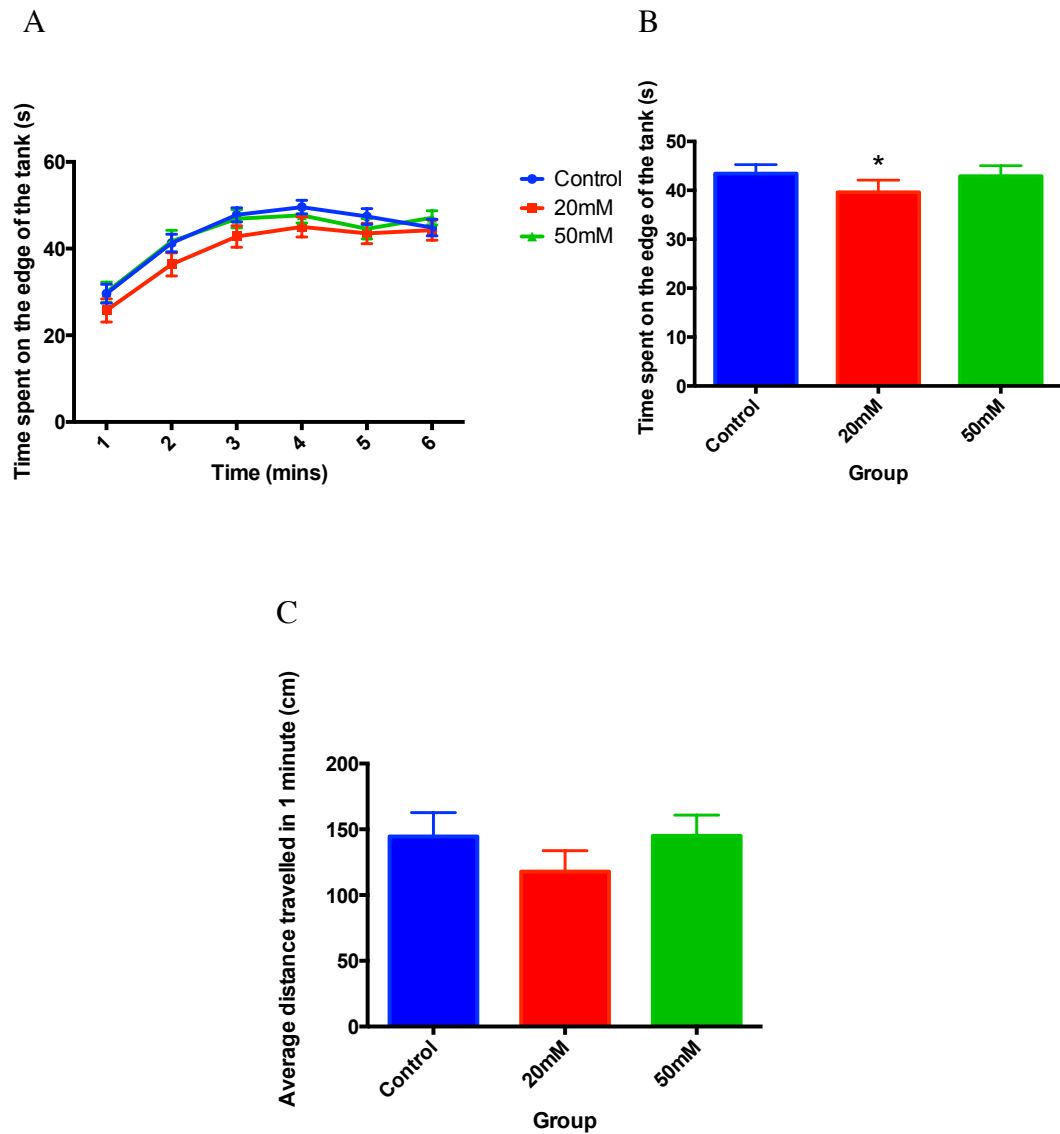 A
Time spent on the edge of the tank (s)
60
40
20
0
1 2 3 4 5 6
Time (mins)
Control
20mM
50mM
B
Time spent on the edge of the tank (s)
50
40
30
20
10
0
*
Control 20mM 50mM
Group
C
Average distance travelled in 1 minute (cm)
200
150
100
50
0
Control 20mM 50mM
Group